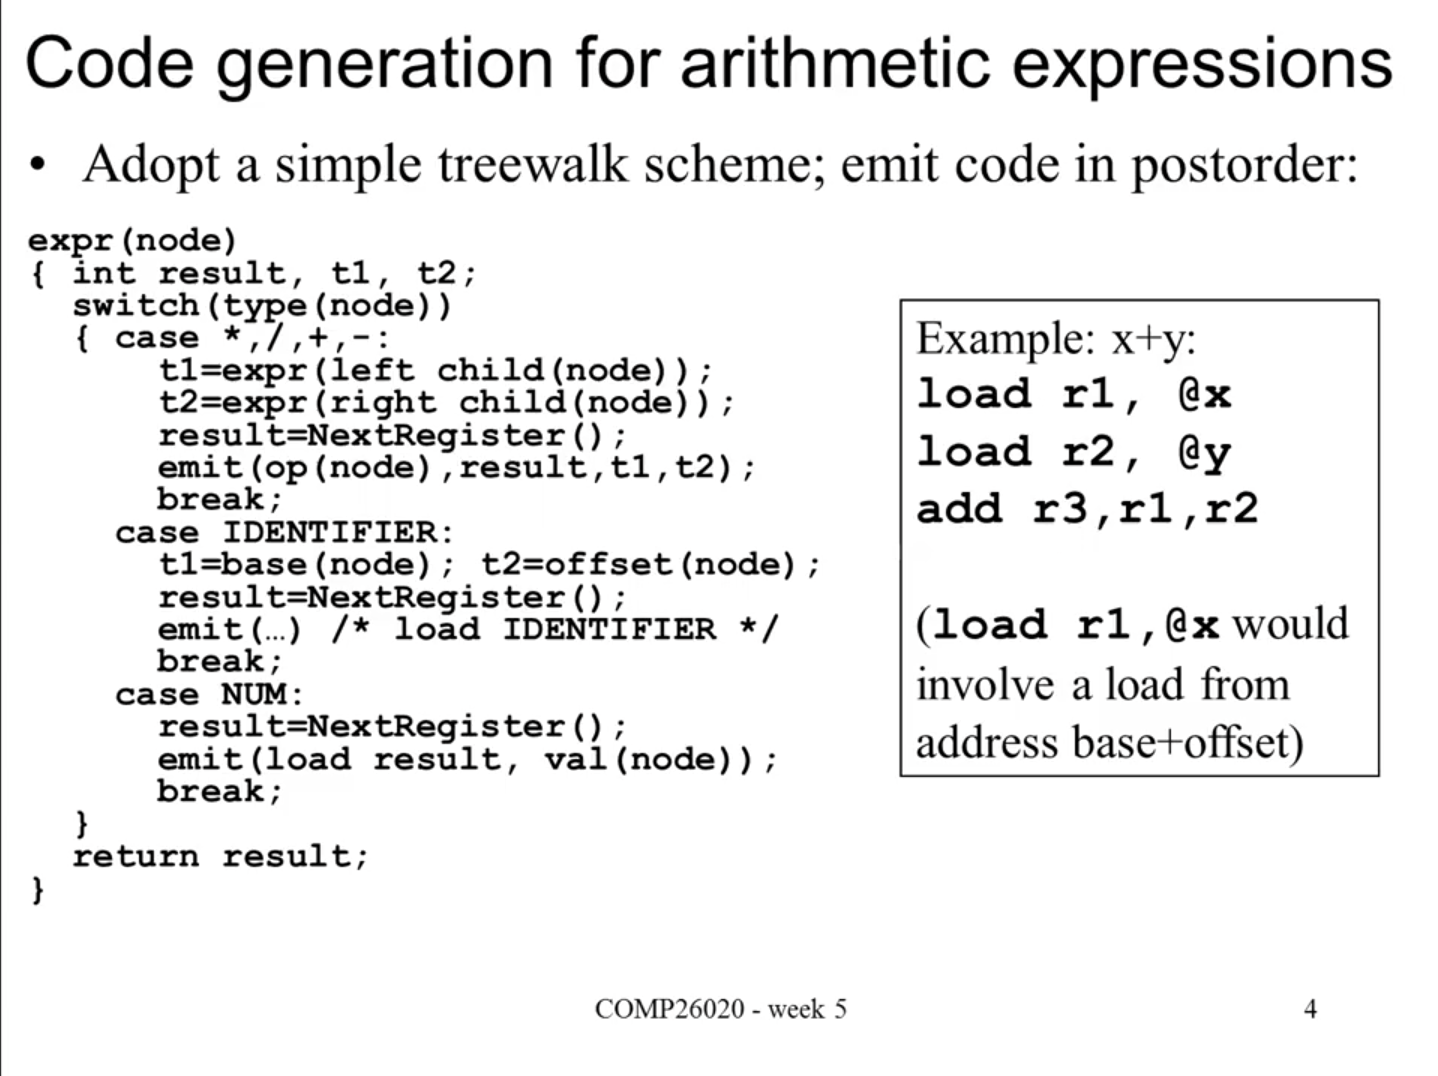 Code generation for arithmetic expressions
• Adopt a simple treewalk scheme; emit code in postorder:
expr(node)
{ int result, t1, t2;
switch(type(node))
{ case *,/,+,-:
t1=expr(left child(node));
t2=expr(right child(node));
result=NextRegister();
emit(op(node),result,t1,t2);
break;
case IDENTIFIER:
t1=base(node); t2=offset(node);
result=NextRegister();
emit(…) /* load IDENTIFIER */
break;
case NUM:
result=NextRegister();
emit(load result, val(node));
break;
}
return result;
}
Example: x+y:
load r1, @x
load r2, @y
add r3,r1,r2
(load r1,@x would
involve a load from
address base+offset)
COMP26020 - week 5
4